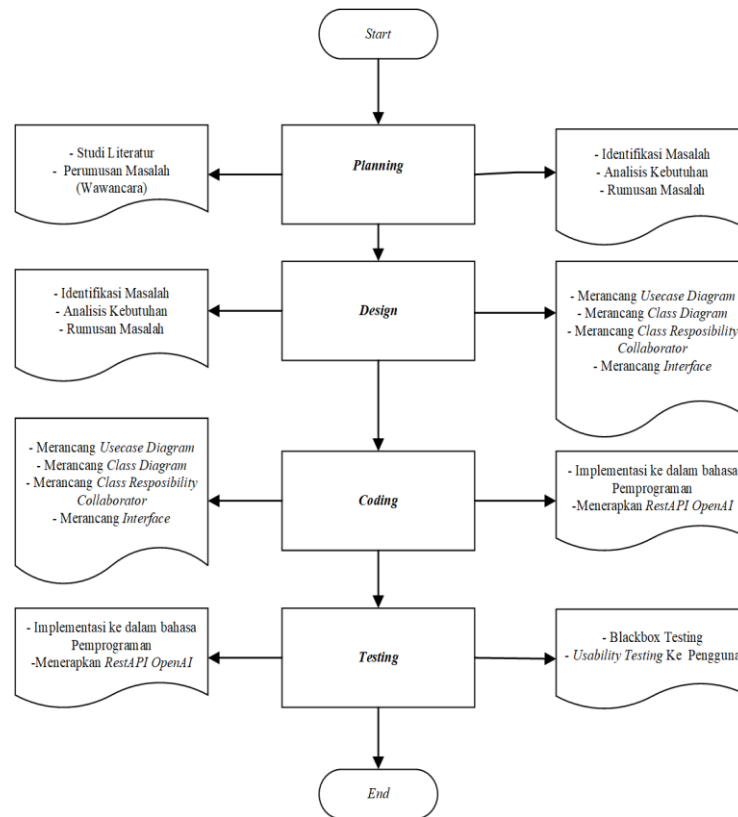 Start
- Studi Literatur
- Perumusan Masalah
(Wawancara)
Planning
- Identifikasi Masalah
- Analisis Kebutuhan
- Rumusan Masalah
- Identifikasi Masalah
- Analisis Kebutuhan
- Rumusan Masalah
Design
- Merancang Usecase Diagram
- Merancang Class Diagram
- Merancang Class Resposibility
Collaborator
- Merancang Interface
- Merancang Usecase Diagram
- Merancang Class Diagram
- Merancang Class Resposibility
Collaborator
- Merancang Interface
Coding
- Implementasi ke dalam bahasa
Pemprograman
-Menerapkan RestAPI OpenAI
- Implementasi ke dalam bahasa
Pemprograman
-Menerapkan RestAPI OpenAI
Testing
- Blackbox Testing
- Usability Testing Ke Pengguna
End